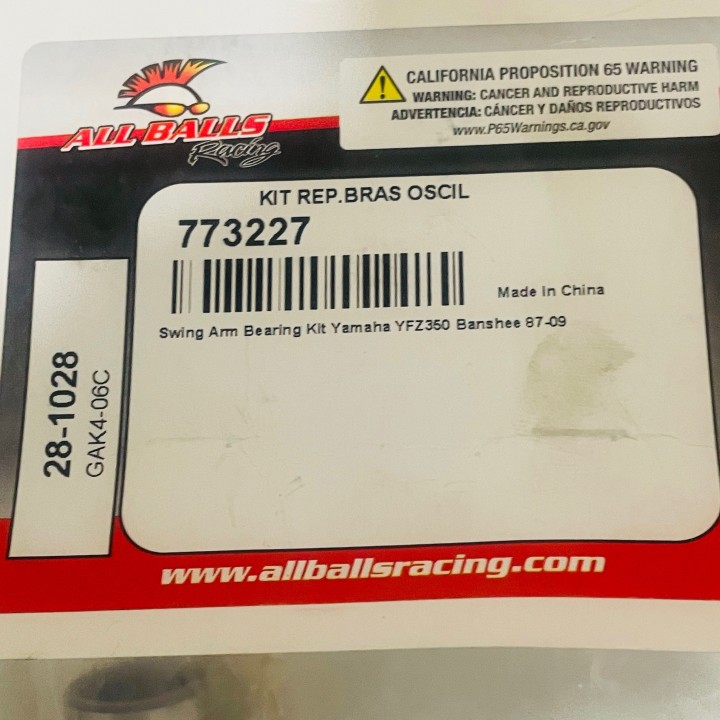 ALL BALLS
Racing
CALIFORNIA PROPOSITION 65 WARNING
WARNING: CANCER AND REPRODUCTIVE HARM
ADVERTENCIA: CÁNCER Y DAÑOS REPRODUCTIVOS
www.P65Warnings.ca.gov
KIT REP.BRAS OSCIL
773227
Made In China
Swing Arm Bearing Kit Yamaha YFZ350 Banshee 87-09
28-1028
GAK4-06C
www.allballsracing.com